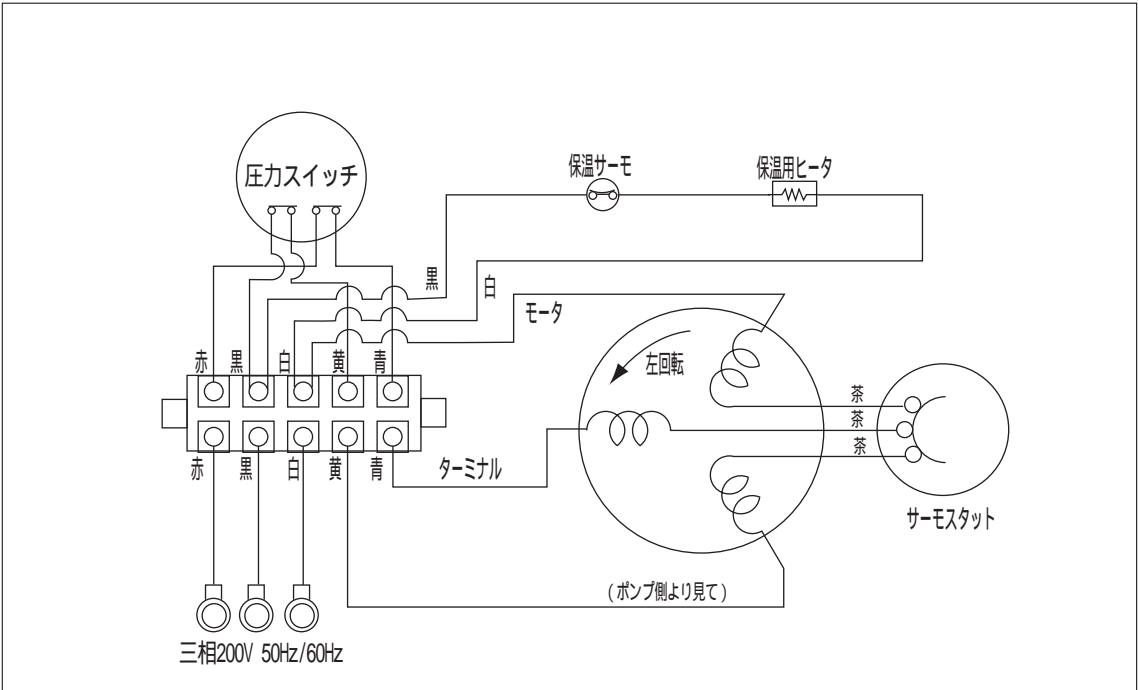 圧力スイッチ
保温サーモ
保温用ヒータ
黒
白
モータ
赤
黒
白
黄
青
左回転
茶
茶
茶
赤
黒
白
黄
青
ターミナル
サーモスタット
(ポンプ側より見て)
三相200V 50Hz/60Hz